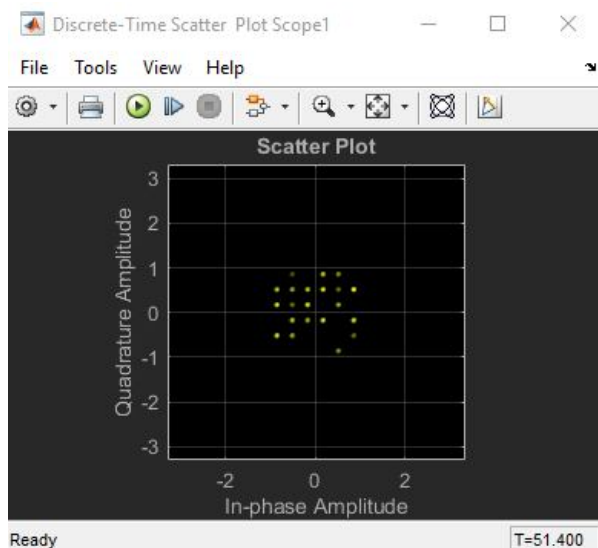 Discrete-Time Scatter Plot Scope1
File Tools View Help
Scatter Plot
Quadrature Amplitude
3
2
1
0
-1
-2
-3
-2 0 2
In-phase Amplitude
Ready T=51.400